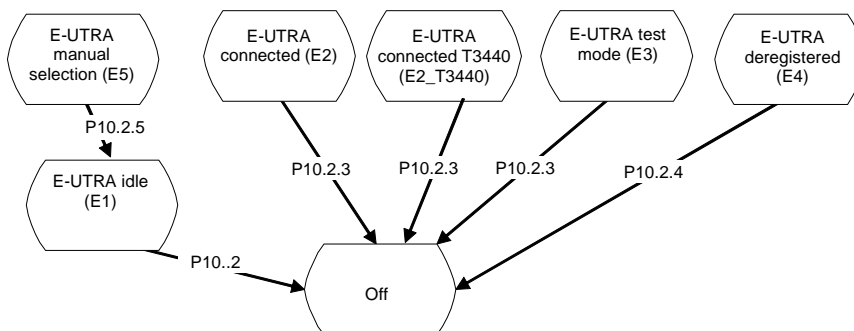 E-UTRA
manual
selection (E5)
E-UTRA
connected (E2)
E-UTRA
connected T3440
(E2_T3440)
E-UTRA test
mode (E3)
E-UTRA
deregistered
(E4)
P10.2.5
P10.2.3
P10.2.3
P10.2.3
P10.2.4
E-UTRA idle
(E1)
P10..2
Off